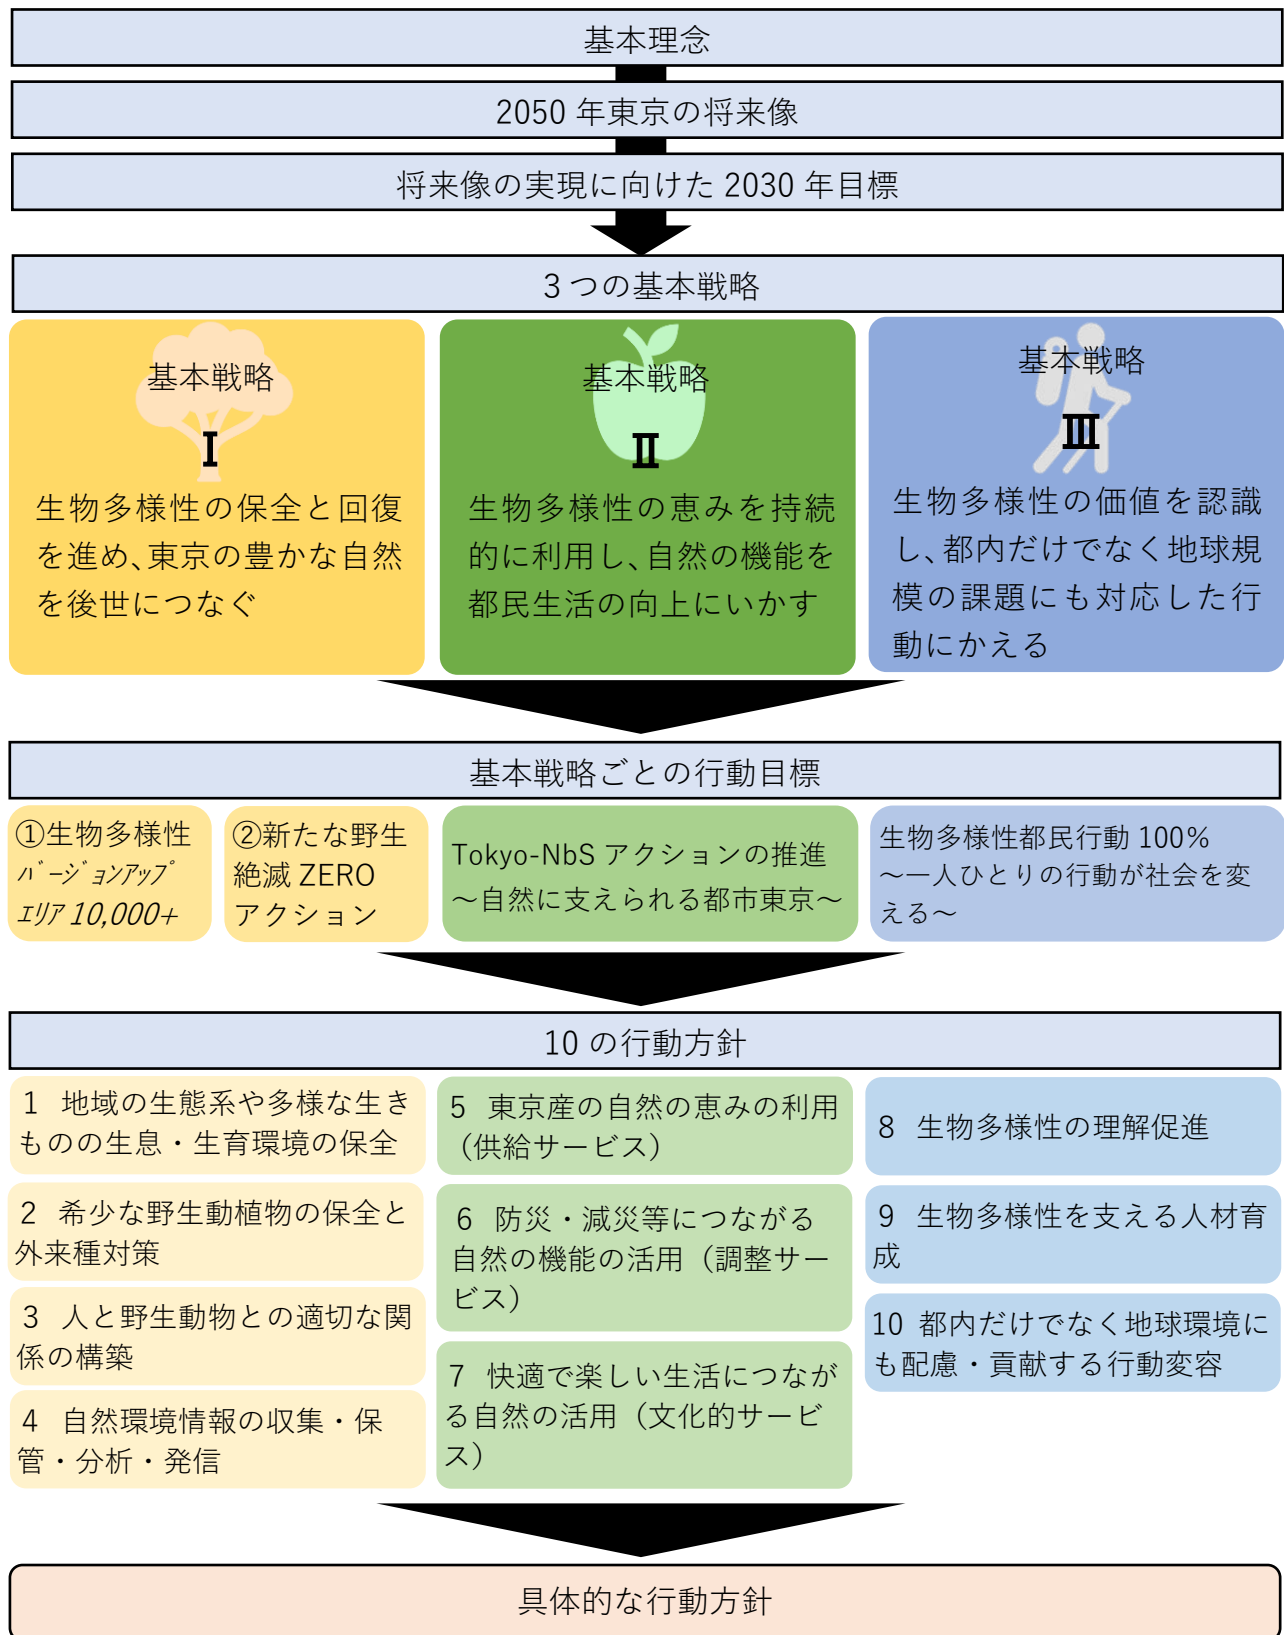 基本理念
2050 年東京の将来像
将来像の実現に向けた 2030 年目標
3 つの基本戦略
基本戦略
Ⅰ
生物多様性の保全と回復
を進め、東京の豊かな自然
を後世につなぐ
基本戦略
Ⅱ
生物多様性の恵みを持続
的に利用し、自然の機能を
都民生活の向上にいかす
基本戦略
Ⅲ
生物多様性の価値を認識
し、都内だけでなく地球規
模の課題にも対応した行
動にかえる
基本戦略ごとの行動目標
①生物多様性
ﾊﾞｰｼﾞｮﾝｱｯﾌﾟ
ｴﾘｱ 10,000+
②新たな野生
絶滅 ZERO
アクション
Tokyo-NbS アクションの推進
～自然に支えられる都市東京～
生物多様性都民行動 100%
～一人ひとりの行動が社会を変
える～
10 の行動方針
1 地域の生態系や多様な生き
ものの生息・生育環境の保全
2 希少な野生動植物の保全と
外来種対策
3 人と野生動物との適切な関
係の構築
4 自然環境情報の収集・保
管・分析・発信
5 東京産の自然の恵みの利用
（供給サービス）
6 防災・減災等につながる
自然の機能の活用（調整サー
ビス）
7 快適で楽しい生活につなが
る自然の活用（文化的サービ
ス）
8 生物多様性の理解促進
9 生物多様性を支える人材育
成
10 都内だけでなく地球環境に
も配慮・貢献する行動変容
具体的な行動方針